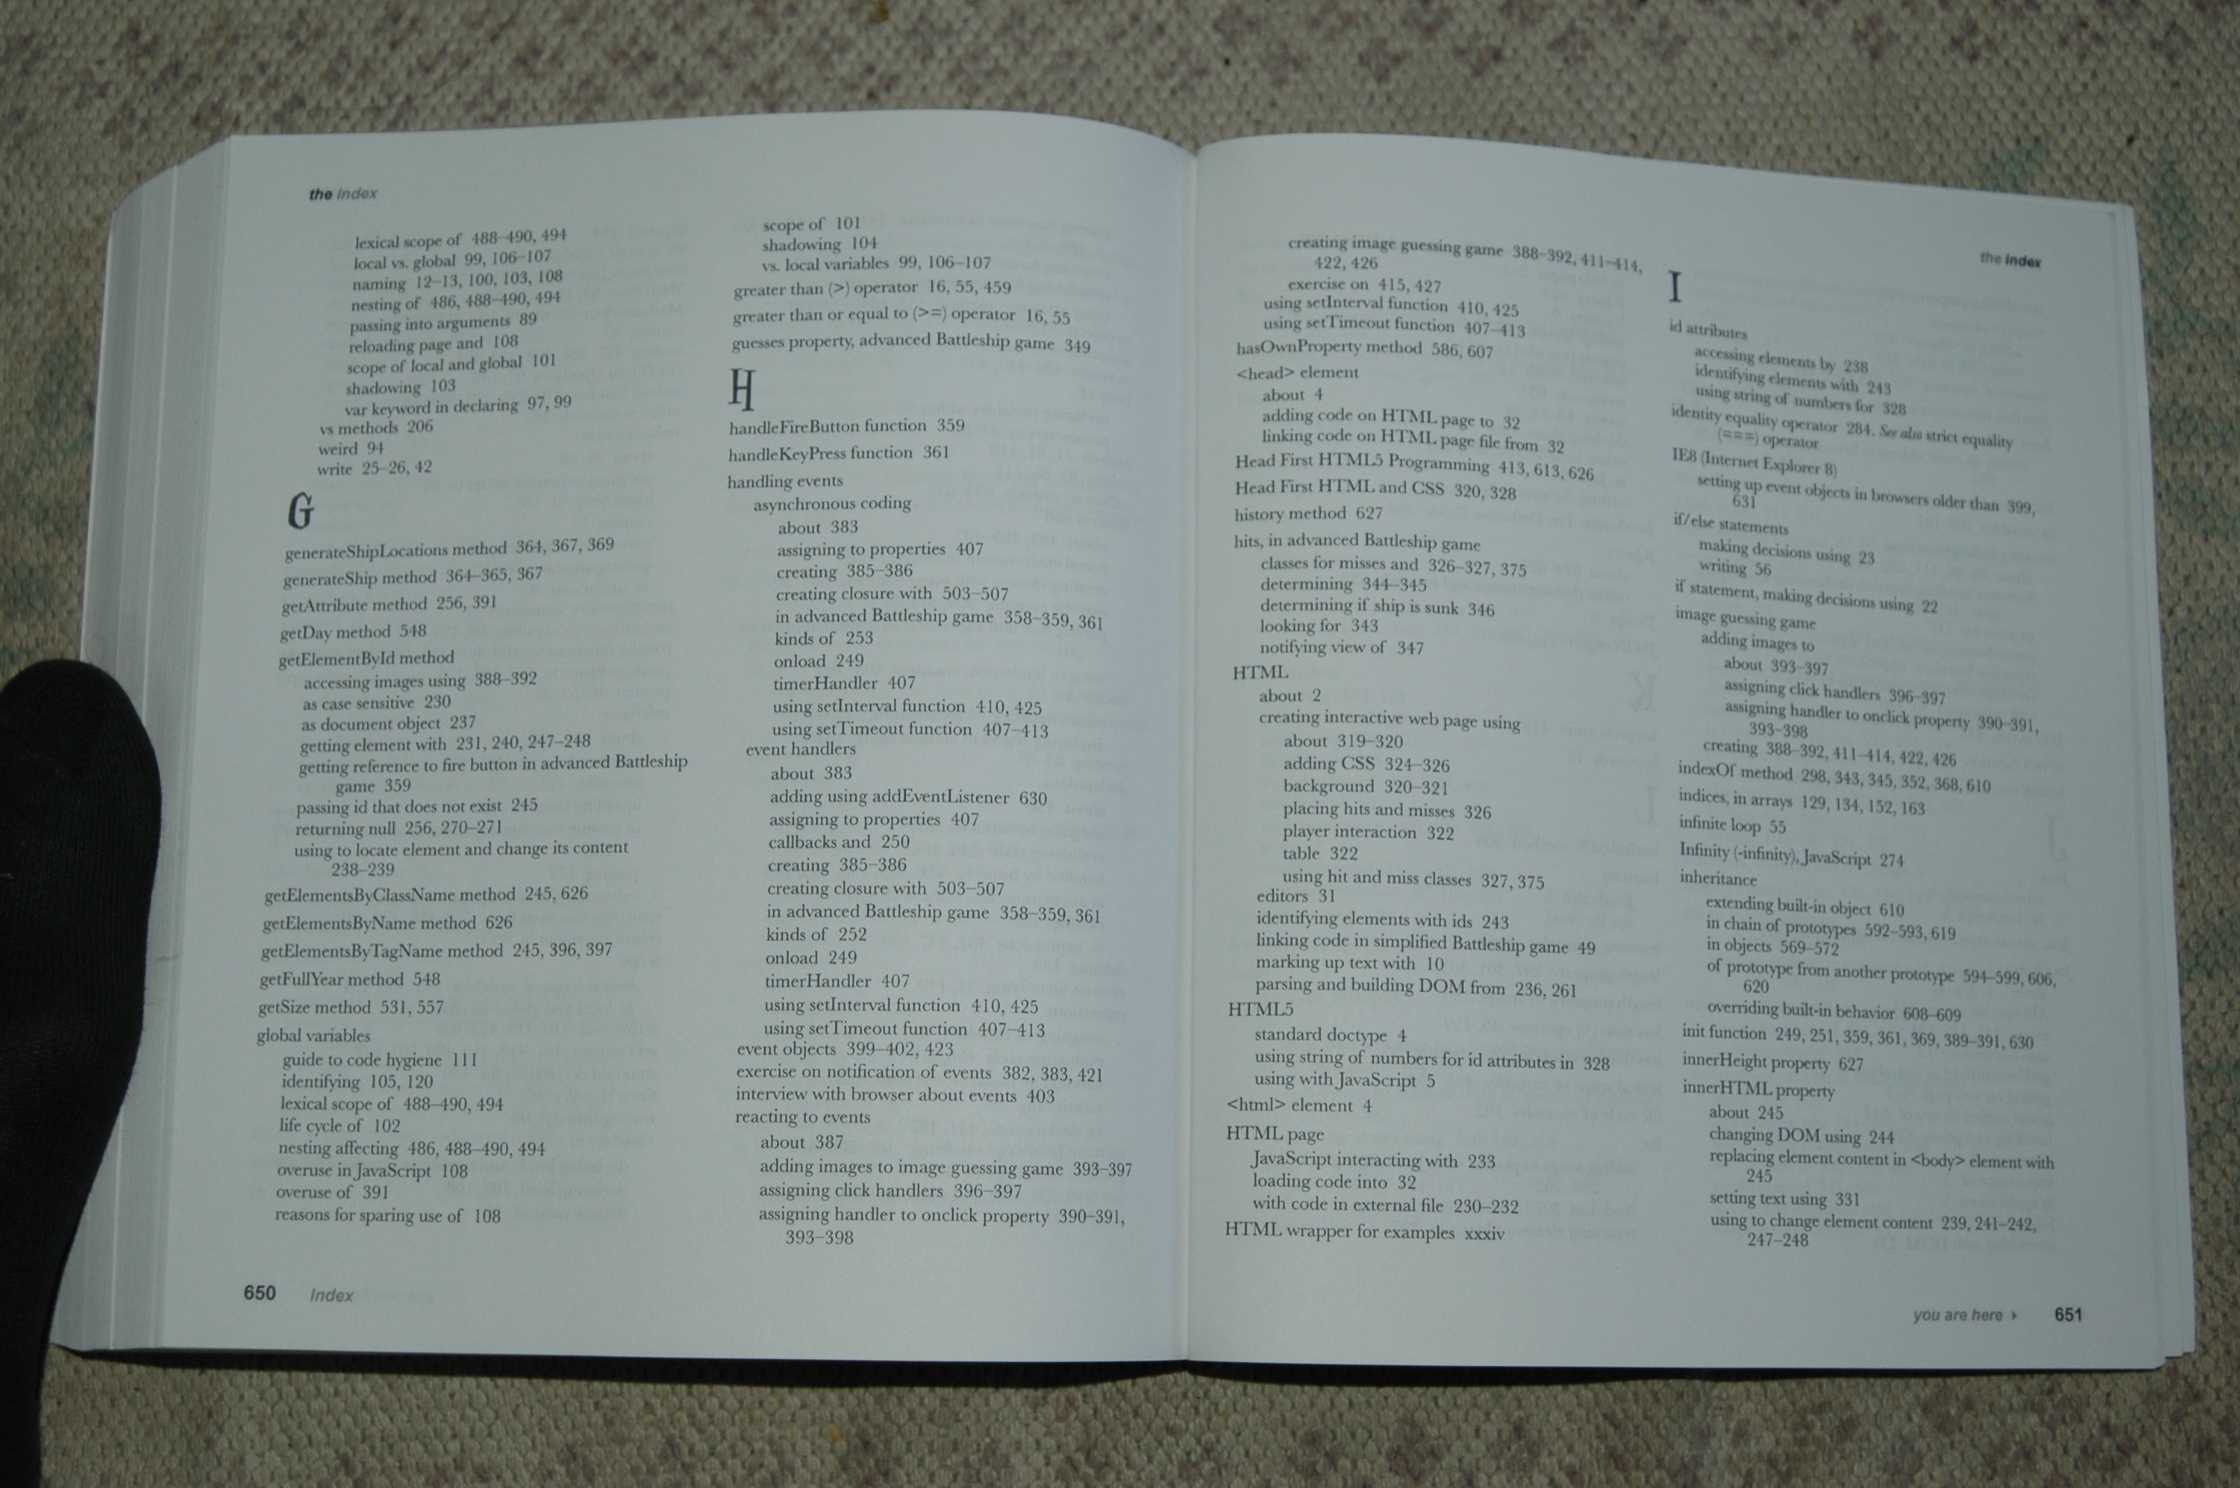 the index
lexical scope of 488–490, 494
local vs. global 99, 106–107
naming 12–13, 100, 103, 108
nesting of 486, 488–490, 494
passing into arguments 89
reloading page and 108
scope of local and global 101
shadowing 103
var keyword in declaring 97, 99
vs methods 206
weird 94
write 25–26, 42
G
generateShipLocations method 364, 367, 369
generateShip method 364–365, 367
getAttribute method 256, 391
getDay method 548
getElementById method
accessing images using 388–392
as case sensitive 230
as document object 237
getting element with 231, 240, 247–248
getting reference to fire button in advanced Battleship
game 359
passing id that does not exist 245
returning null 256, 270–271
using to locate element and change its content
238–239
getElementsByClassName method 245, 626
getElementsByName method 626
getElementsByTagName method 245, 396, 397
getFullYear method 548
getSize method 531, 557
global variables
guide to code hygiene 111
identifying 105, 120
lexical scope of 488–490, 494
life cycle of 102
nesting affecting 486, 488–490, 494
overuse in JavaScript 108
overuse of 391
reasons for sparing use of 108
scope of 101
shadowing 104
vs. local variables 99, 106–107
greater than (>) operator 16, 55, 459
greater than or equal to (>=) operator 16, 55
guesses property, advanced Battleship game 349
H
handleFireButton function 359
handleKeyPress function 361
handling events
asynchronous coding
about 383
assigning to properties 407
creating 385–386
creating closure with 503–507
in advanced Battleship game 358–359, 361
kinds of 253
onload 249
timerHandler 407
using setInterval function 410, 425
using setTimeout function 407–413
event handlers
about 383
adding using addEventListener 630
assigning to properties 407
callbacks and 250
creating 385–386
creating closure with 503–507
in advanced Battleship game 358–359, 361
kinds of 252
onload 249
timerHandler 407
using setInterval function 410, 425
using setTimeout function 407–413
event objects 399–402, 423
exercise on notification of events 382, 383, 421
interview with browser about events 403
reacting to events
about 387
adding images to image guessing game 393–397
assigning click handlers 396–397
assigning handler to onclick property 390–391,
393–398
650 Index
the index
creating image guessing game 388–392, 411–414,
422, 426
exercise on 415, 427
using setInterval function 410, 425
using setTimeout function 407–413
hasOwnProperty method 586, 607
<head> element
about 4
adding code on HTML page to 32
linking code on HTML page file from 32
Head First HTML5 Programming 413, 613, 626
Head First HTML and CSS 320, 328
history method 627
hits, in advanced Battleship game
classes for misses and 326–327, 375
determining 344–345
determining if ship is sunk 346
looking for 343
notifying view of 347
HTML
about 2
creating interactive web page using
about 319–320
adding CSS 324–326
background 320–321
placing hits and misses 326
player interaction 322
table 322
using hit and miss classes 327, 375
editors 31
identifying elements with ids 243
linking code in simplified Battleship game 49
marking up text with 10
parsing and building DOM from 236, 261
HTML5
standard doctype 4
using string of numbers for id attributes in 328
using with JavaScript 5
<html> element 4
HTML page
JavaScript interacting with 233
loading code into 32
with code in external file 230–232
HTML wrapper for examples xxxiv
I
id attributes
accessing elements by 238
identifying elements with 243
using string of numbers for 328
identity equality operator 284. See also strict equality
(===) operator
IE8 (Internet Explorer 8)
setting up event objects in browsers older than 399,
631
if/else statements
making decisions using 23
writing 56
if statement, making decisions using 22
image guessing game
adding images to
about 393–397
assigning click handlers 396–397
assigning handler to onclick property 390–391,
393–398
creating 388–392, 411–414, 422, 426
indexOf method 298, 343, 345, 352, 368, 610
indices, in arrays 129, 134, 152, 163
infinite loop 55
Infinity (-infinity), JavaScript 274
inheritance
extending built-in object 610
in chain of prototypes 592–593, 619
in objects 569–572
of prototype from another prototype 594–599, 606,
620
overriding built-in behavior 608–609
init function 249, 251, 359, 361, 369, 389–391, 630
innerHeight property 627
innerHTML property
about 245
changing DOM using 244
replacing element content in <body> element with
245
setting text using 331
using to change element content 239, 241–242,
247–248
you are here ▸ 651